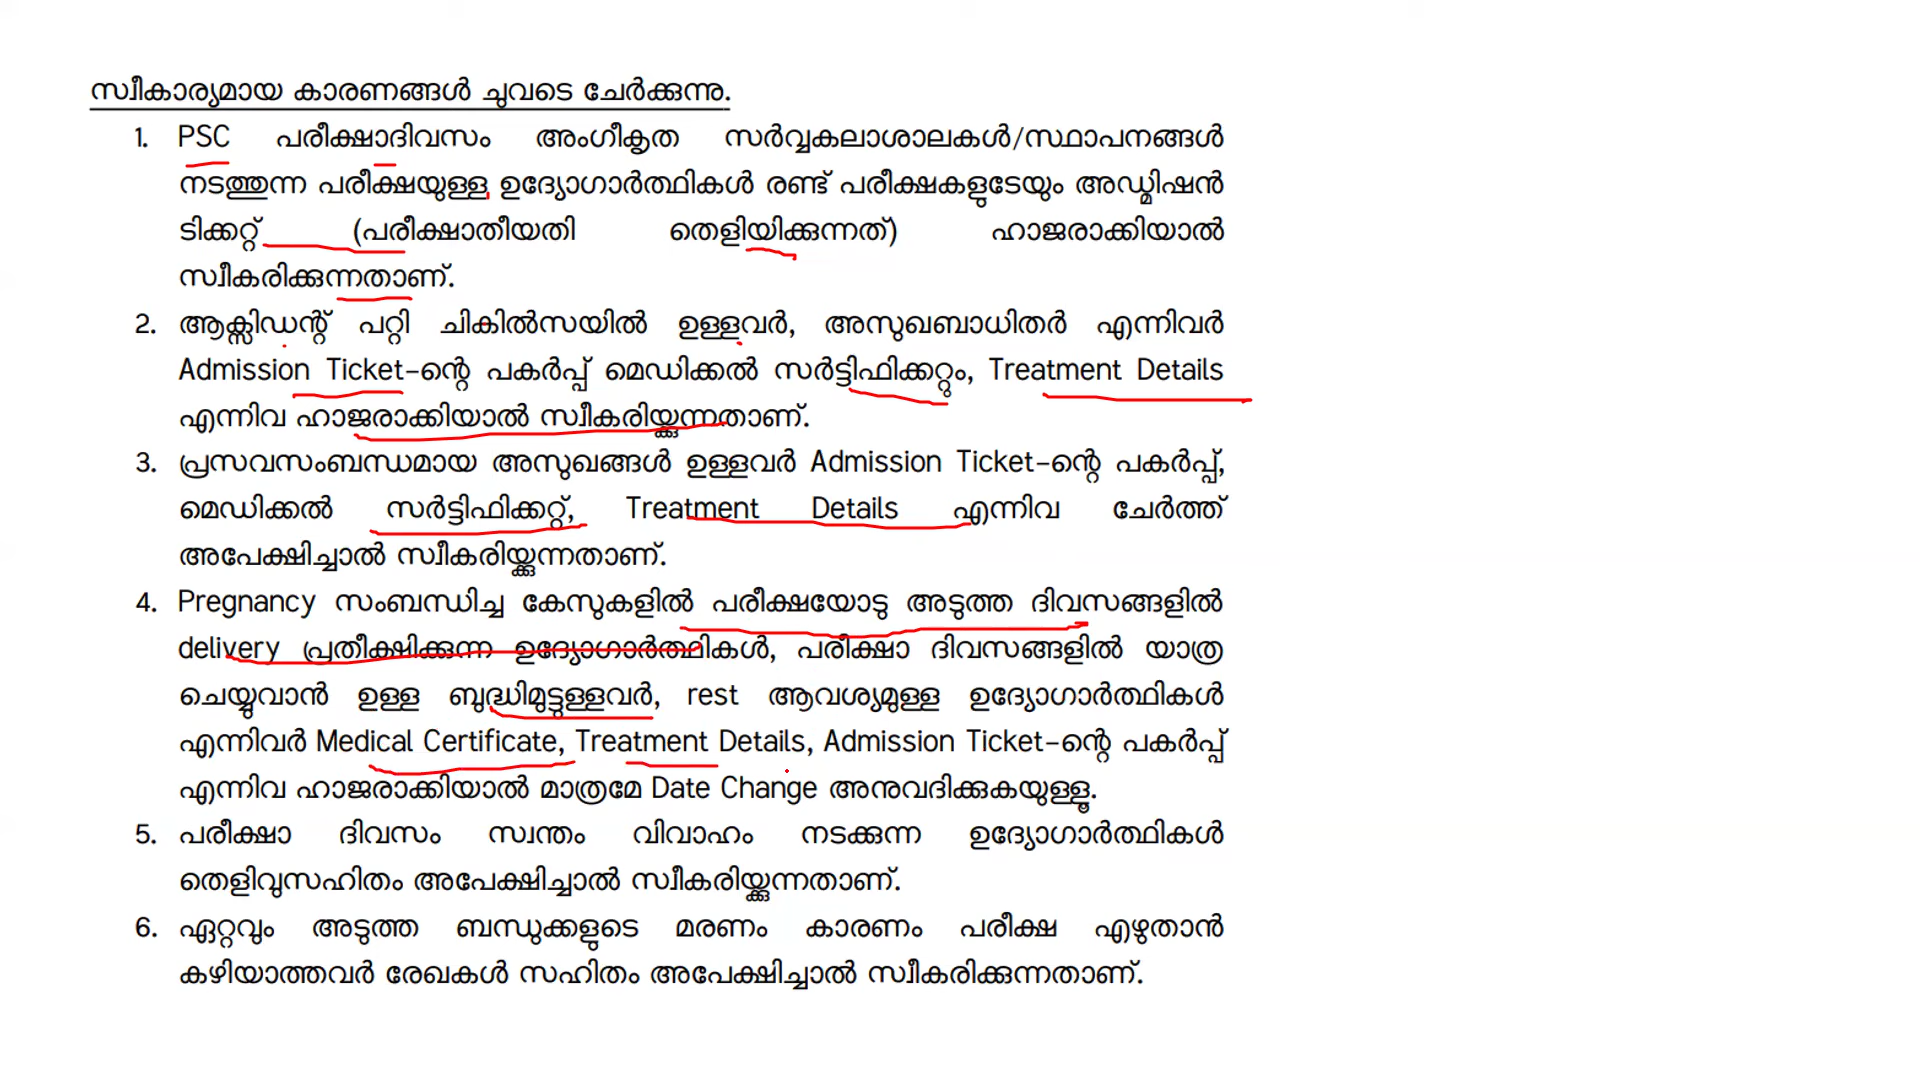 സ്വീകാര്യമായ കാരണങ്ങൾ ചുവടെ ചേർക്കുന്നു.
1. PSC പരീക്ഷാദിവസം അംഗീകൃത സർവ്വകലാശാലകൾ/സ്ഥാപനങ്ങൾ
നടത്തുന്ന പരീക്ഷയുള്ള ഉദ്യോഗാർത്ഥികൾ രണ്ട് പരീക്ഷകളുടേയും അഡ്മിഷൻ
ടിക്കറ്റ് (പരീക്ഷാതീയതി തെളിയിക്കുന്നത്) ഹാജരാക്കിയാൽ
സ്വീകരിക്കുന്നതാണ്.
2. ആക്സിഡന്റ് പറ്റി ചികിൽസയിൽ ഉള്ളവർ, അസുഖബാധിതർ എന്നിവർ
Admission Ticket-ന്റെ പകർപ്പ് മെഡിക്കൽ സർട്ടിഫിക്കറ്റും, Treatment Details
എന്നിവ ഹാജരാക്കിയാൽ സ്വീകരിയ്ക്കുന്നതാണ്.
3. പ്രസവസംബന്ധമായ അസുഖങ്ങൾ ഉള്ളവർ Admission Ticket-ന്റെ പകർപ്പ്,
മെഡിക്കൽ സർട്ടിഫിക്കറ്റ്, Treatment Details എന്നിവ ചേർത്ത്
അപേക്ഷിച്ചാൽ സ്വീകരിയ്ക്കുന്നതാണ്.
4. Pregnancy സംബന്ധിച്ച കേസുകളിൽ പരീക്ഷയോടു അടുത്ത ദിവസങ്ങളിൽ
delivery പ്രതീക്ഷിക്കുന്ന ഉദ്യോഗാർത്ഥികൾ, പരീക്ഷാ ദിവസങ്ങളിൽ യാത്ര
ചെയ്യുവാൻ ഉള്ള ബുദ്ധിമുട്ടുള്ളവർ, rest ആവശ്യമുള്ള ഉദ്യോഗാർത്ഥികൾ
എന്നിവർ Medical Certificate, Treatment Details, Admission Ticket-ന്റെ പകർപ്പ്
എന്നിവ ഹാജരാക്കിയാൽ മാത്രമേ Date Change അനുവദിക്കുകയുള്ളൂ.
5. പരീക്ഷാ ദിവസം സ്വന്തം വിവാഹം നടക്കുന്ന ഉദ്യോഗാർത്ഥികൾ
തെളിവുസഹിതം അപേക്ഷിച്ചാൽ സ്വീകരിയ്ക്കുന്നതാണ്.
6. ഏറ്റവും അടുത്ത ബന്ധുക്കളുടെ മരണം കാരണം പരീക്ഷ എഴുതാൻ
കഴിയാത്തവർ രേഖകൾ സഹിതം അപേക്ഷിച്ചാൽ സ്വീകരിക്കുന്നതാണ്.